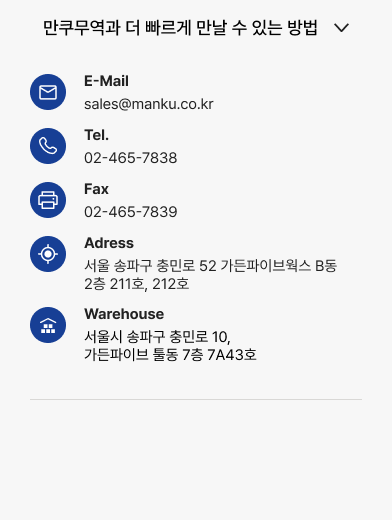 만쿠무역과 더 빠르게 만날 수 있는 방법
E-Mail
sales@manku.co.kr
Tel.
02-465-7838
Fax
02-465-7839
Adress
서울 송파구 충민로 52 가든파이브웍스 B동
2층 211호, 212호
Warehouse
서울시 송파구 충민로 10,
가든파이브 툴동 7층 7A43호